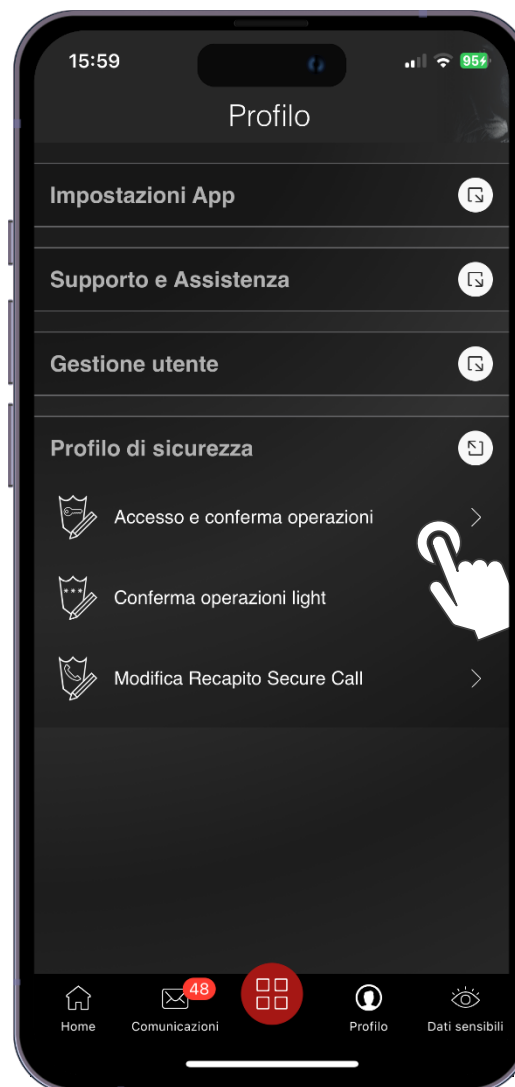 15:59
95
Profilo
Impostazioni App
Supporto e Assistenza
Gestione utente
Profilo di sicurezza
Accesso e conferma operazioni
Conferma operazioni light
Modifica Recapito Secure Call
48
Home
Comunicazioni
Profilo
Dati sensibili